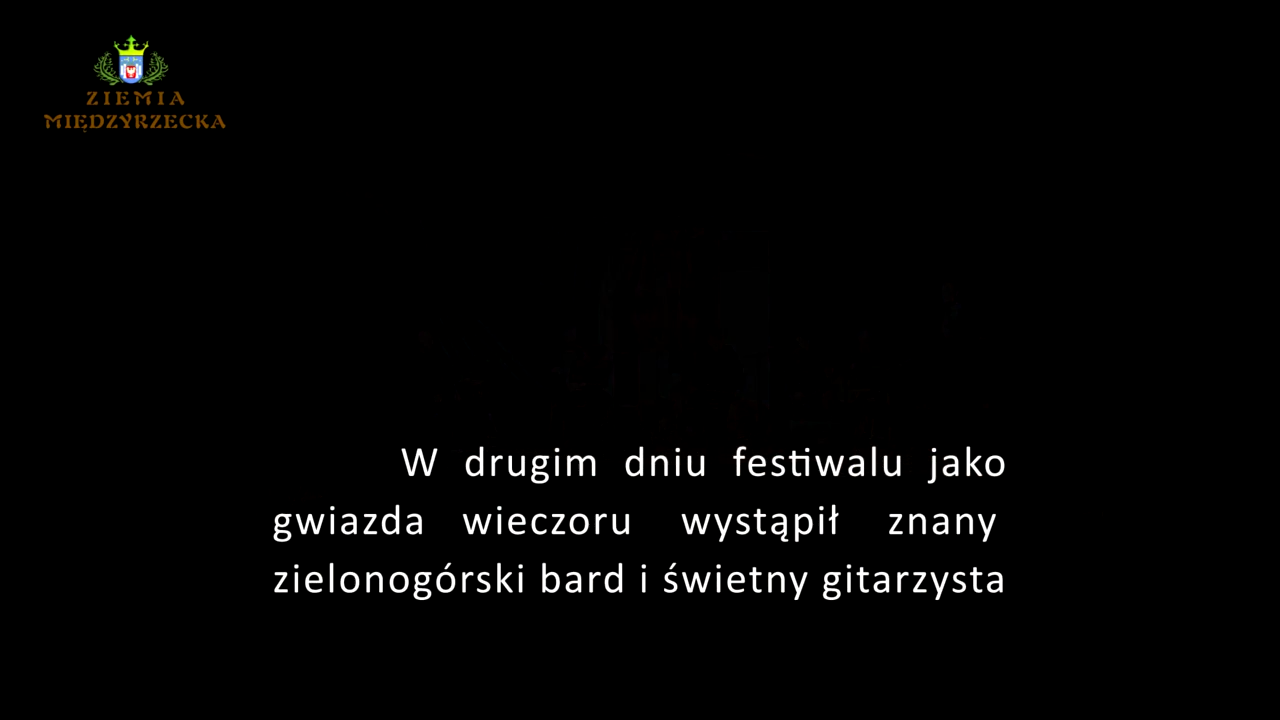 ZIEMIA
MIĘDZYRZECKA
W drugim dniu festiwalu jako
gwiazda wieczoru wystąpił znany
zielonogórski bard i świetny gitarzysta